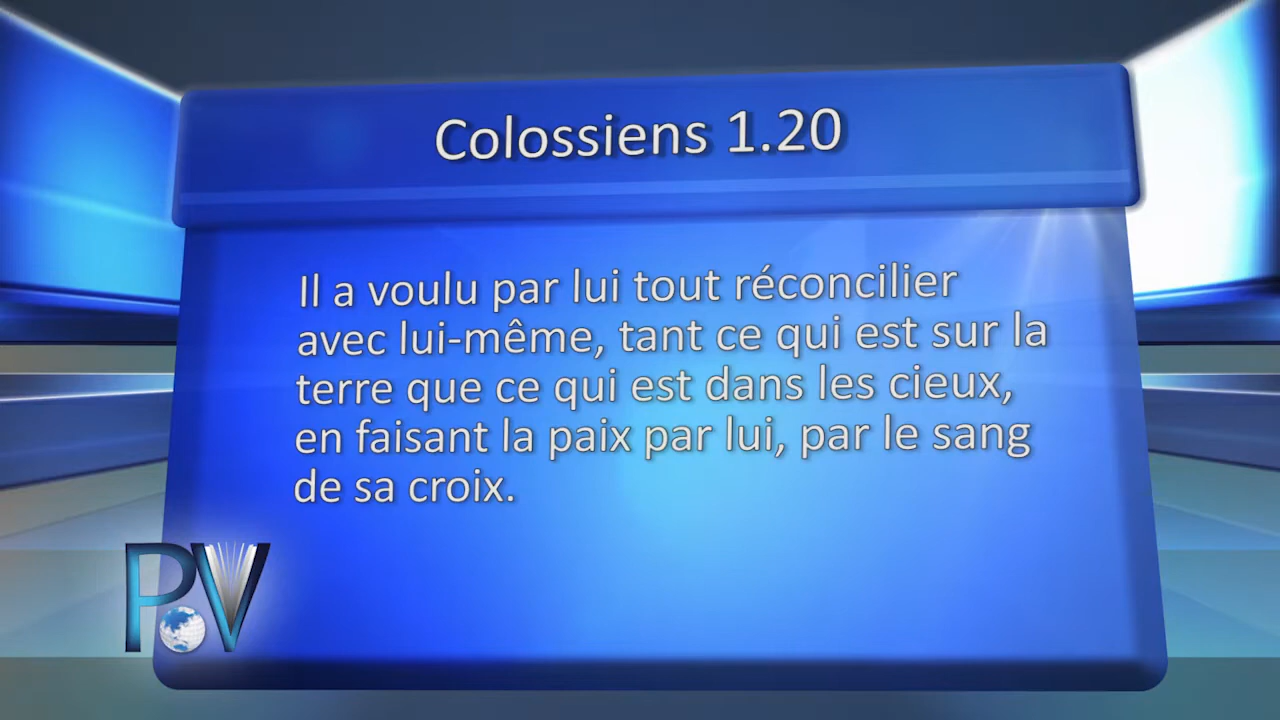 Colossiens 1.20
Il a voulu par lui tout réconcilier
avec lui-même, tant ce qui est sur la
terre que ce qui est dans les cieux,
en faisant la paix par lui, par le sang
de sa croix.
PV